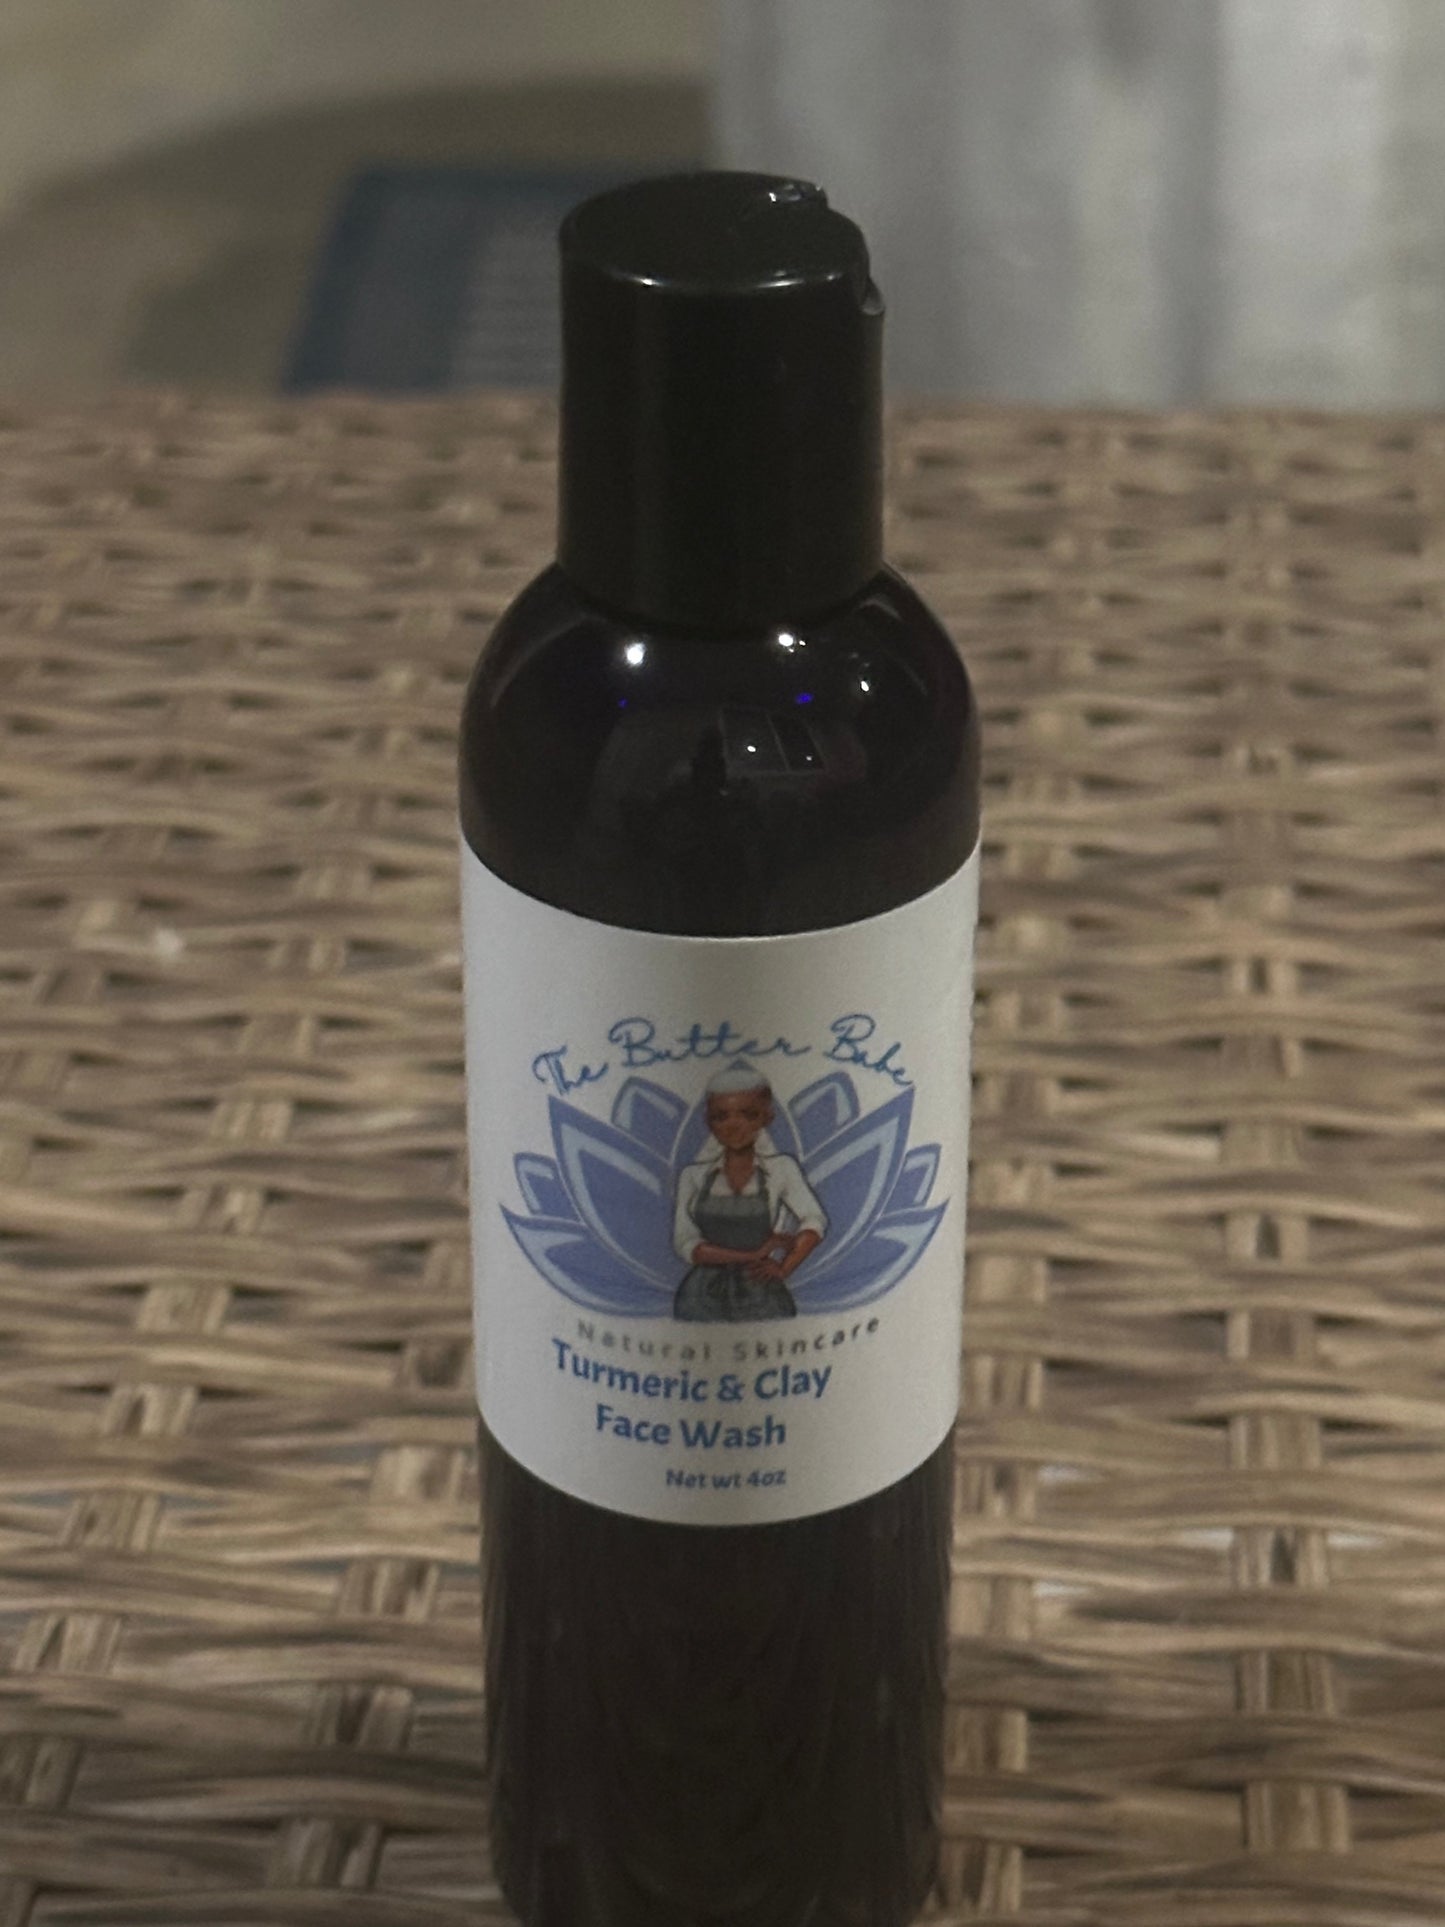 The Butter Babe
Natural Skincare
Turmeric & Clay
Face Wash
Net wt 4oz